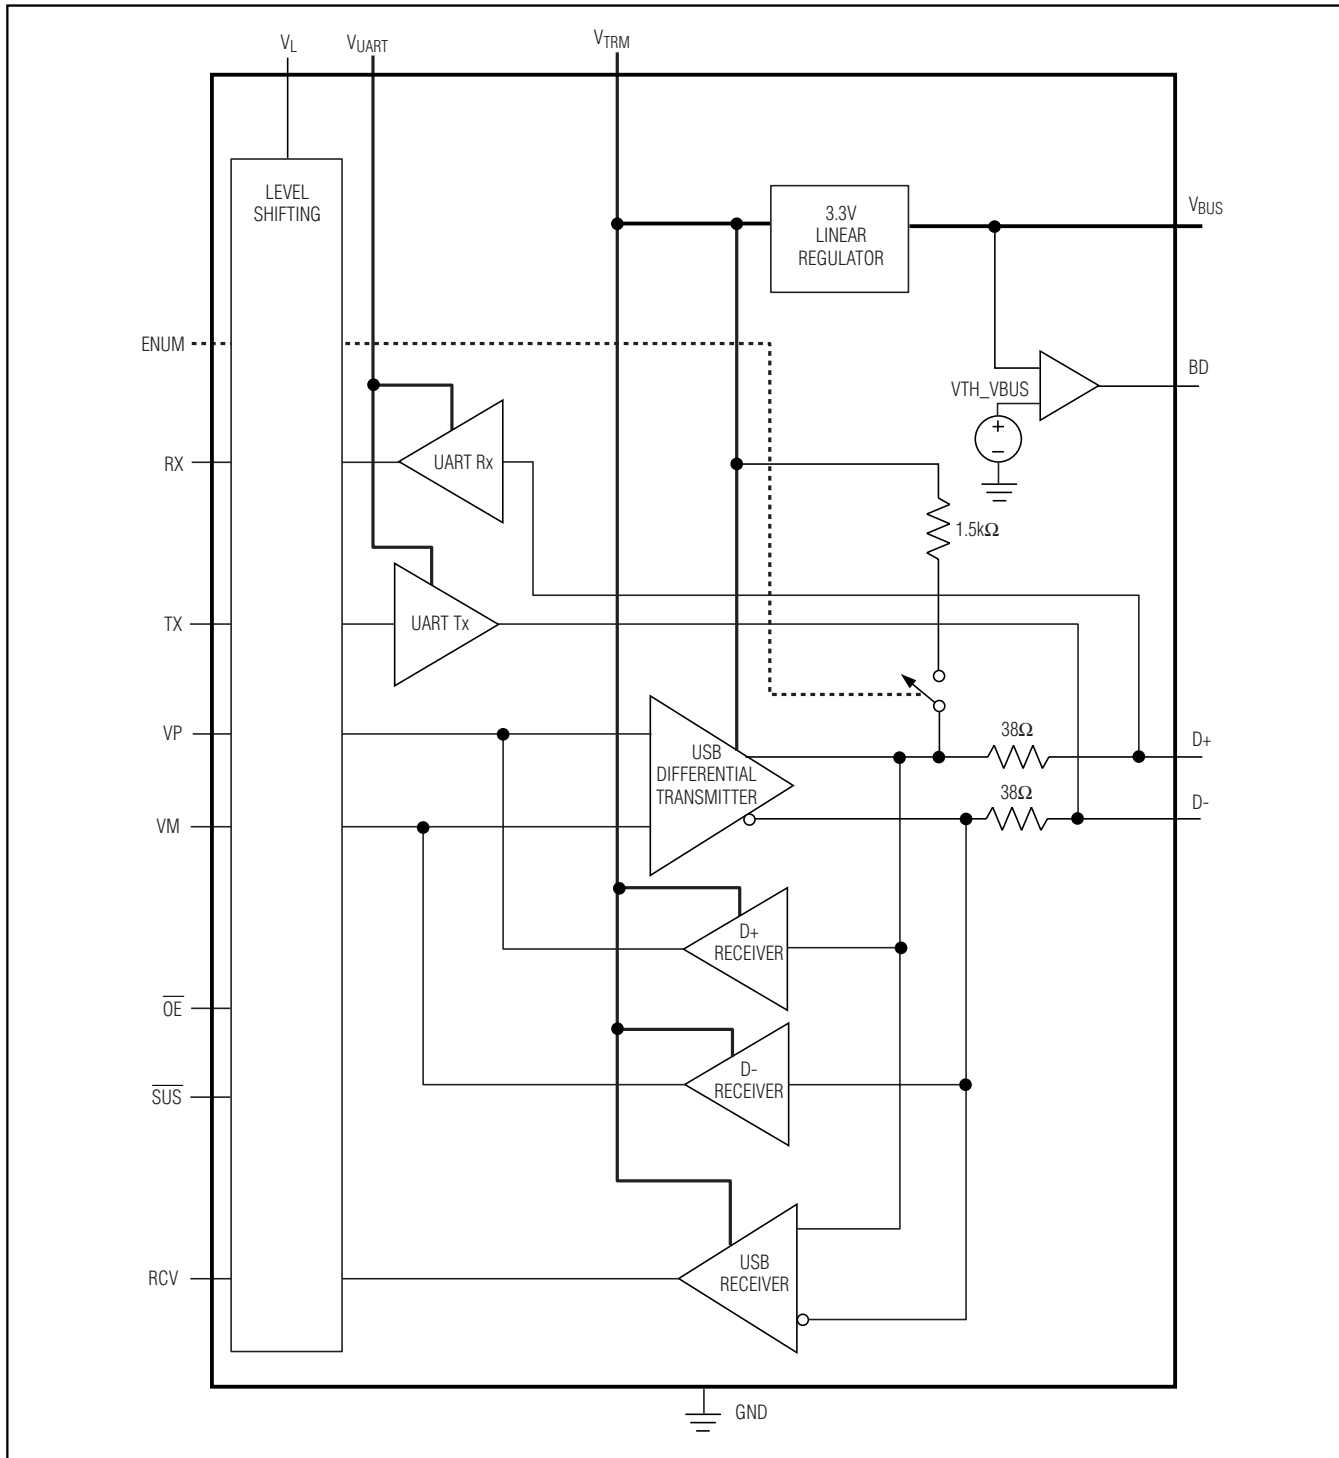 VL
VUART
VTRM
LEVEL
SHIFTING
3.3V
LINEAR
REGULATOR
VBUS
ENUM
BD
VTH_VBUS
+
−
RX
UART Rx
1.5kΩ
TX
UART Tx
VP
USB
DIFFERENTIAL
TRANSMITTER
38Ω
D+
38Ω
D-
VM
D+
RECEIVER
OE
D-
RECEIVER
SUS
USB
RECEIVER
RCV
GND